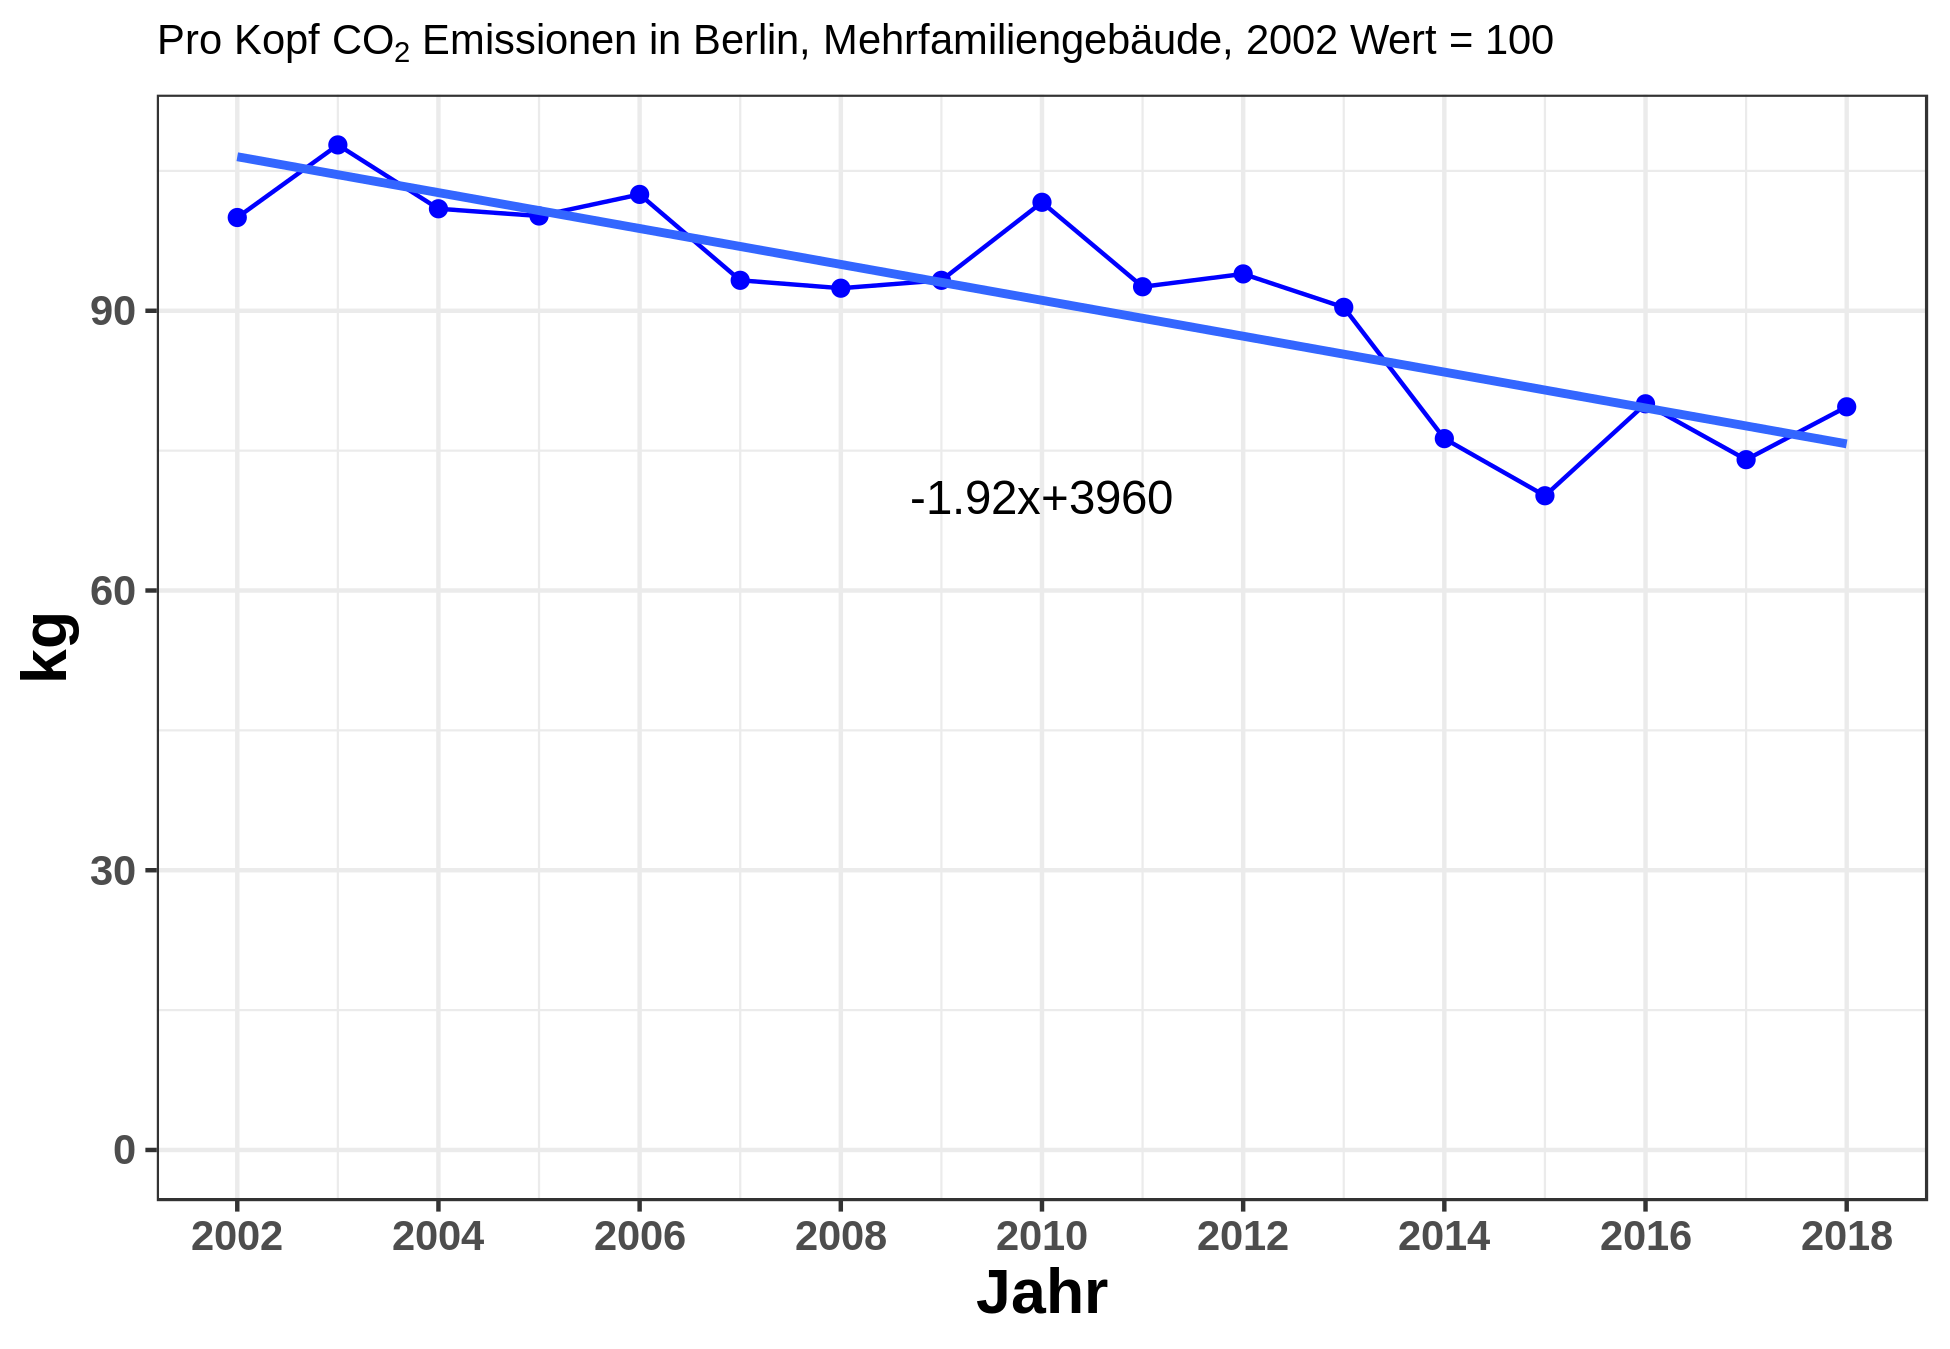 Pro Kopf CO₂ Emissionen in Berlin, Mehrfamiliengebäude, 2002 Wert = 100
90
-1.92x+3960
60
kg
30
0
2002 2004 2006 2008 2010 2012 2014 2016 2018
Jahr